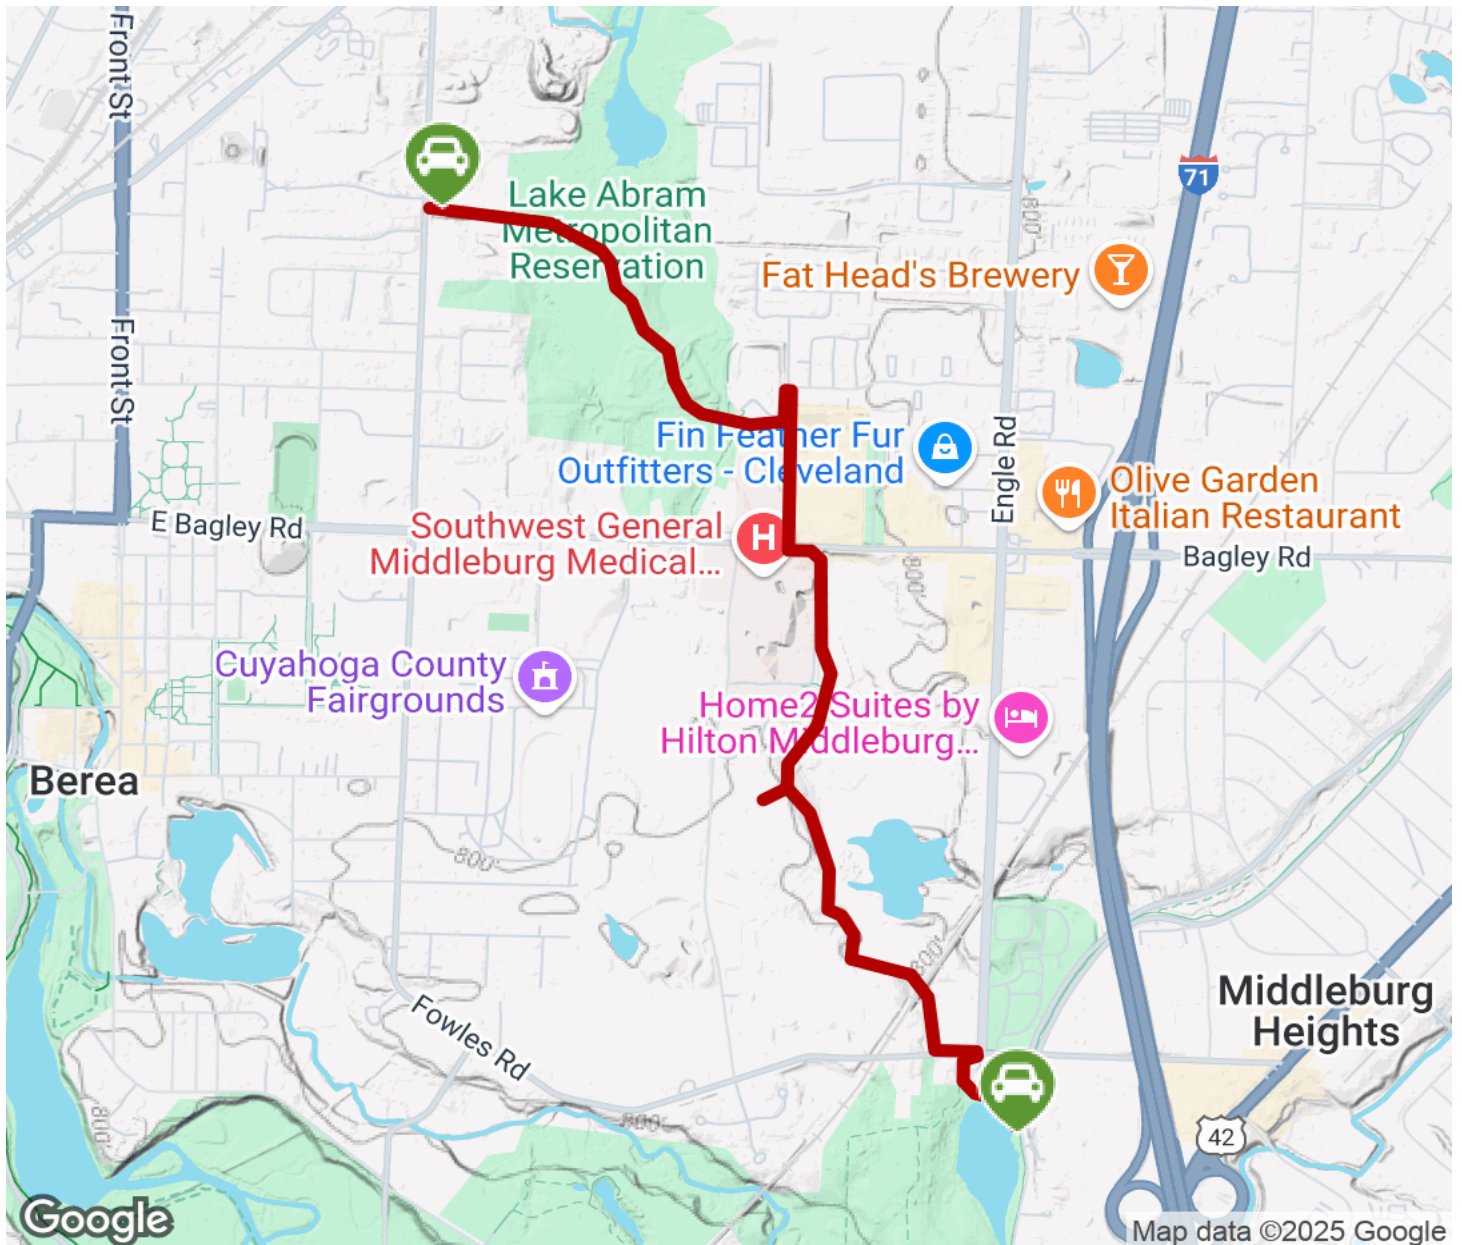 Front St
Lake Abram
Metropolitan
Reservation
71
800'
Fat Head's Brewery
Front St
Fin Feather Fur
Outfitters - Cleveland
Engle Rd
Olive Garden
Italian Restaurant
E Bagley Rd
Southwest General
Middleburg Medical...
H
Bagley Rd
800'
Cuyahoga County
Fairgrounds
Home2 Suites by
Hilton Middleburg...
Berea
800'
800'
Middleburg
Heights
Fowles Rd
800'
800'
42
Google
Map data ©2025 Google